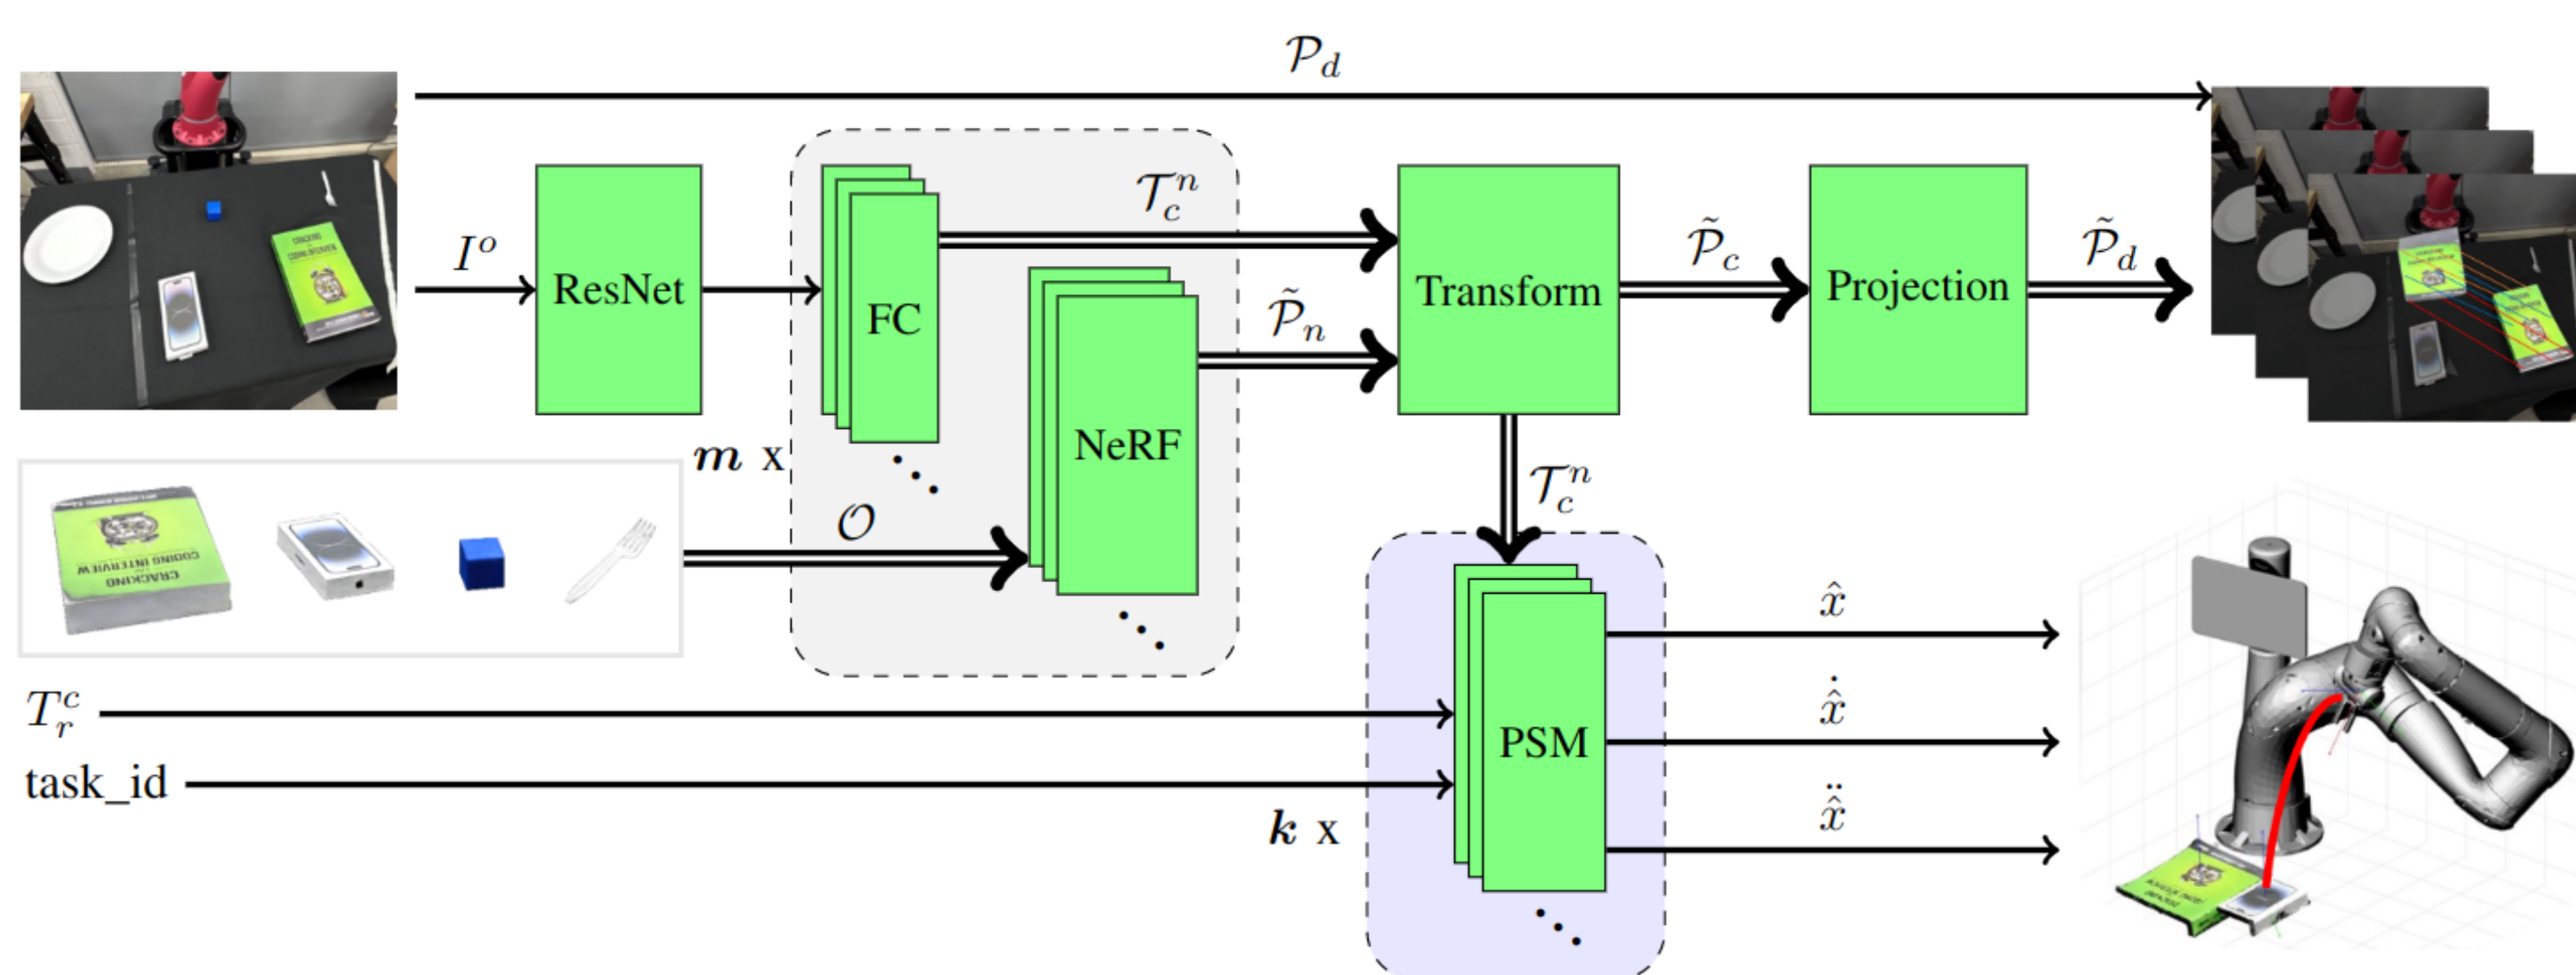 𝒫_d
I^o
ResNet
FC
𝒯_c^n
NeRF
𝒫̃_n
Transform
𝒫̃_c
Projection
𝒫̃_d
m x
𝒪
CRACKING
CODING INTERVIEW
𝒯_c^n
T_r^c
task_id
k x
PSM
x̂
ẋ̂
ẍ̂